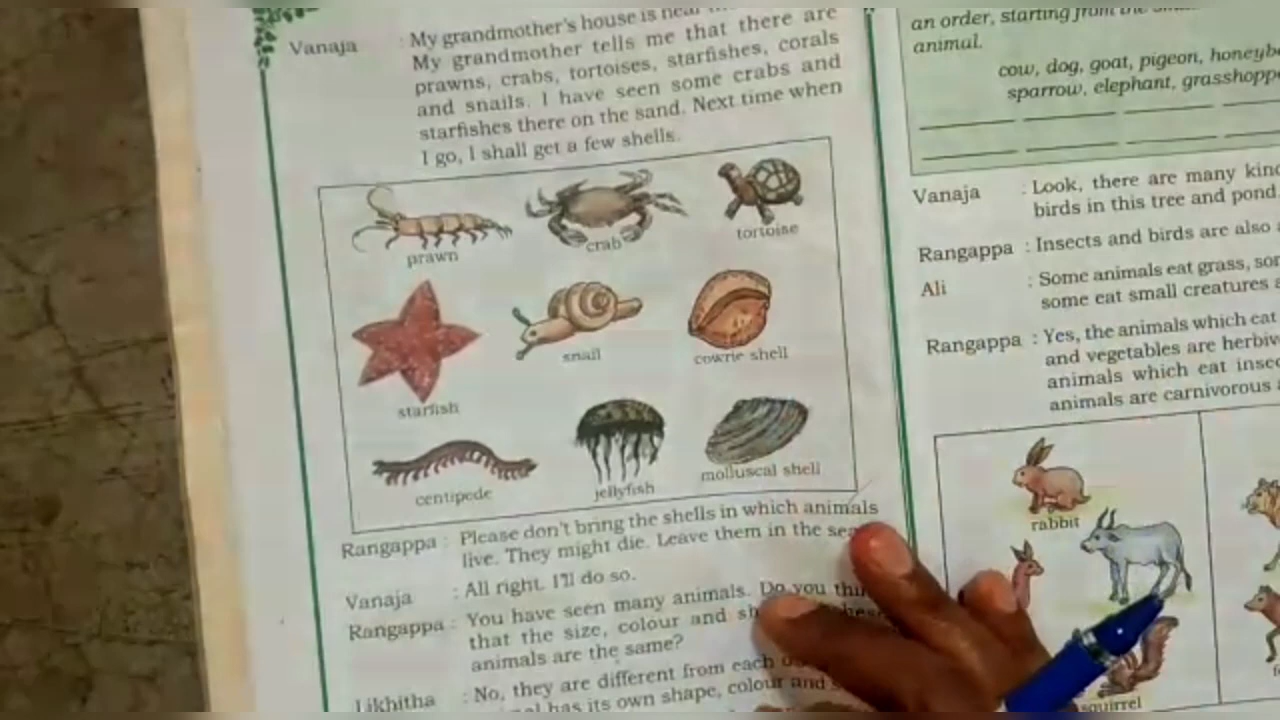 Vanaja : My grandmother's house is near
My grandmother tells me that there are
prawns, crabs, tortoises, starfishes, corals
and snails. I have seen some crabs and
starfishes there on the sand. Next time when
I go, I shall get a few shells.
prawn
crab
tortoise
starfish
snail
cowrie shell
centipede
jellyfish
molluscal shell
Rangappa : Please don't bring the shells in which animals
live. They might die. Leave them in the sea
Vanaja : All right. I'll do so.
Rangappa : You have seen many animals. Do you
that the size, colour and
animals are the same?
Likhitha : No, they are different from each
has its own shape, colour and
an order, starting from the
animal.
cow, dog, goat, pigeon,
sparrow, elephant,
Vanaja : Look, there are many
birds in this tree and pond
Rangappa : Insects and birds are also
Ali : Some animals eat grass,
some eat small creatures
Rangappa : Yes, the animals which eat
and vegetables are
animals which eat
animals are carnivorous
rabbit
squirrel